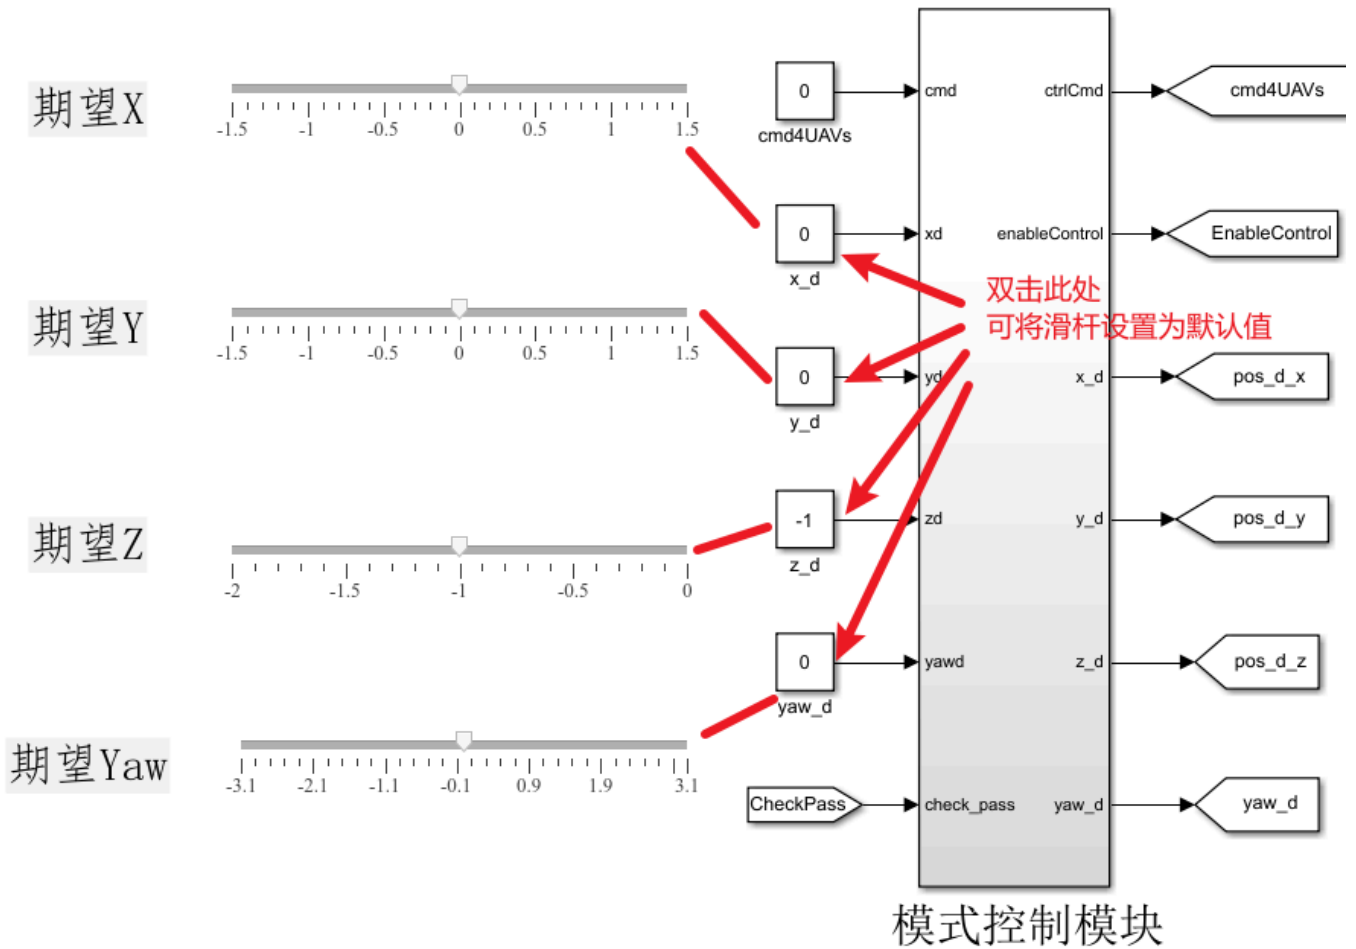 期望X
-1.5 -1 -0.5 0 0.5 1 1.5
期望Y
-1.5 -1 -0.5 0 0.5 1 1.5
期望Z
-2 -1.5 -1 -0.5 0
期望Yaw
-3.1 -2.1 -1.1 -0.1 0.9 1.9 3.1
0
cmd4UAVs
0
x_d
0
y_d
-1
z_d
0
yaw_d
CheckPass
双击此处
可将滑杆设置为默认值
cmd
xd
yd
zd
yawd
check_pass
ctrlCmd
enableControl
x_d
y_d
z_d
yaw_d
cmd4UAVs
EnableControl
pos_d_x
pos_d_y
pos_d_z
yaw_d
模式控制模块